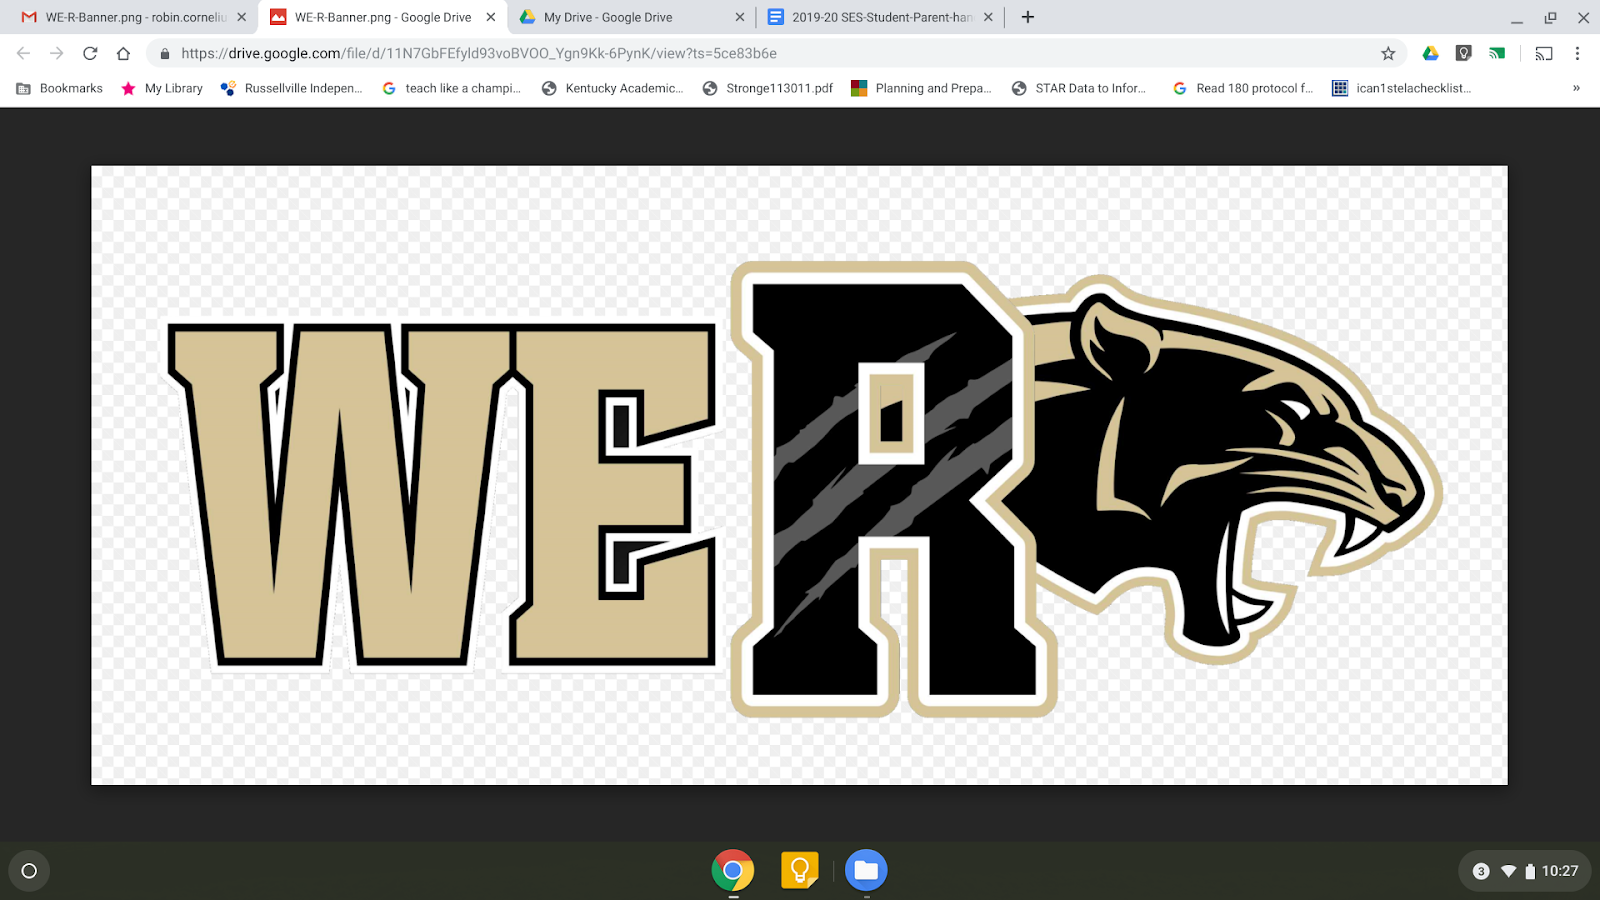 WE-R-Banner.png - robin.corneliu
WE-R-Banner.png - Google Drive
My Drive - Google Drive
2019-20 SES-Student-Parent-han
https://drive.google.com/file/d/11N7GbFEfyld93voBVOO_Ygn9Kk-6PynK/view?ts=5ce83b6e
Bookmarks
My Library
Russellville Indepen...
teach like a champi...
Kentucky Academic...
Stronge113011.pdf
Planning and Prepa...
STAR Data to Infor...
Read 180 protocol f...
ican1stelachecklist...
»
WE R
3
10:27